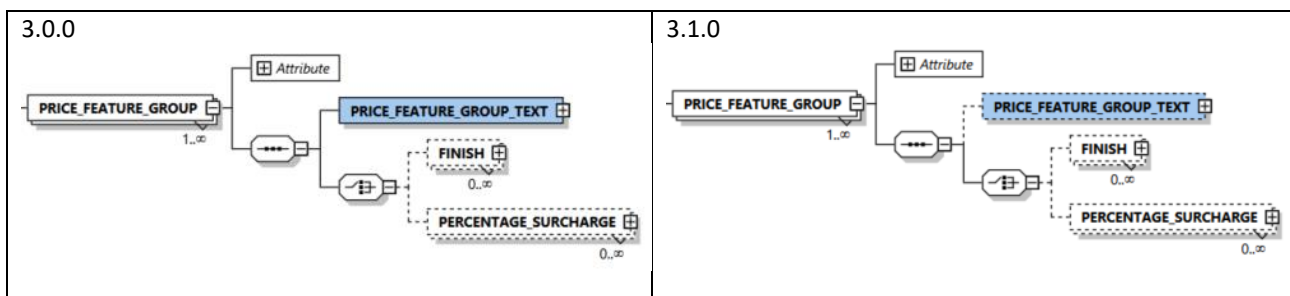 3.0.0
Attribute
PRICE_FEATURE_GROUP
1..∞
PRICE_FEATURE_GROUP_TEXT
FINISH
0..∞
PERCENTAGE_SURCHARGE
0..∞
3.1.0
Attribute
PRICE_FEATURE_GROUP
1..∞
PRICE_FEATURE_GROUP_TEXT
FINISH
0..∞
PERCENTAGE_SURCHARGE
0..∞